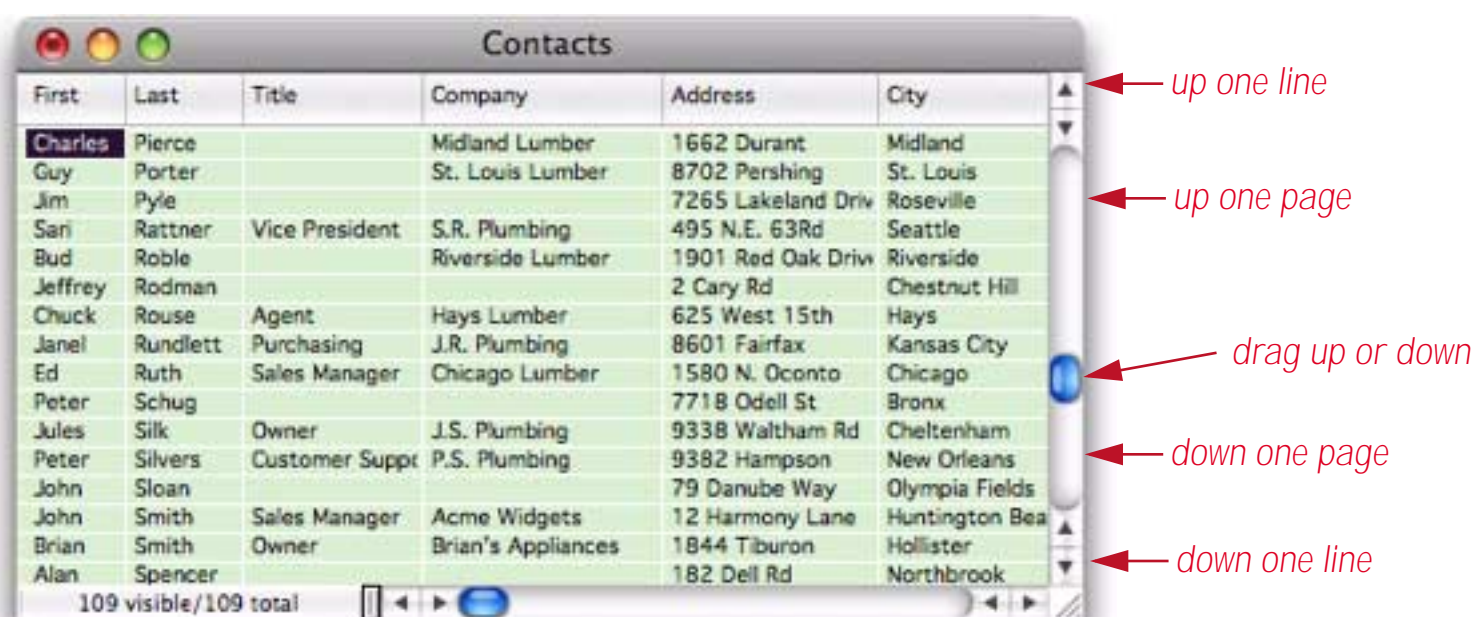 Contacts
First Last Title Company Address City
up one line
Charles Pierce Midland Lumber 1662 Durant Midland
Guy Porter St. Louis Lumber 8702 Pershing St. Louis
Jim Pyle 7265 Lakeland Driv Roseville
up one page
Sari Rattner Vice President S.R. Plumbing 495 N.E. 63Rd Seattle
Bud Roble Riverside Lumber 1901 Red Oak Driv Riverside
Jeffrey Rodman 2 Cary Rd Chestnut Hill
Chuck Rouse Agent Hays Lumber 625 West 15th Hays
Janel Rundlett Purchasing J.R. Plumbing 8601 Fairfax Kansas City
drag up or down
Ed Ruth Sales Manager Chicago Lumber 1580 N. Oconto Chicago
Peter Schug 7718 Odell St Bronx
Jules Silk Owner J.S. Plumbing 9338 Waltham Rd Cheltenham
Peter Silvers Customer Suppo P.S. Plumbing 9382 Hampson New Orleans
down one page
John Sloan 79 Danube Way Olympia Fields
John Smith Sales Manager Acme Widgets 12 Harmony Lane Huntington Bea
Brian Smith Owner Brian's Appliances 1844 Tiburon Hollister
down one line
Alan Spencer 182 Dell Rd Northbrook
109 visible/109 total